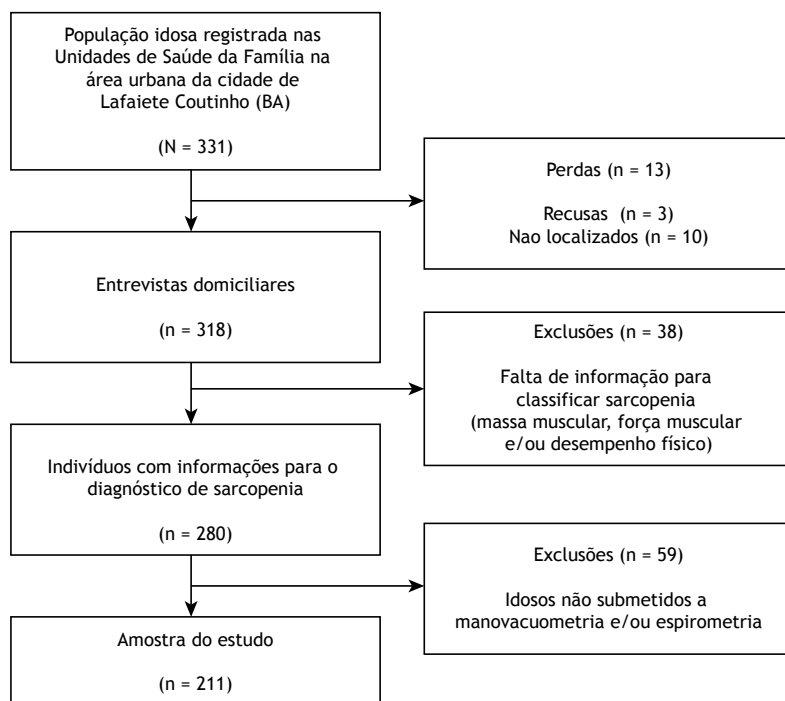 População idosa registrada nas
Unidades de Saúde da Família na
área urbana da cidade de
Lafaiete Coutinho (BA)
(N = 331)
Perdas (n = 13)
Recusas (n = 3)
Nao localizados (n = 10)
Entrevistas domiciliares
(n = 318)
Exclusões (n = 38)
Falta de informação para
classificar sarcopenia
(massa muscular, força muscular
e/ou desempenho físico)
Indivíduos com informações para o
diagnóstico de sarcopenia
(n = 280)
Exclusões (n = 59)
Idosos não submetidos a
manovacuometria e/ou espirometria
Amostra do estudo
(n = 211)